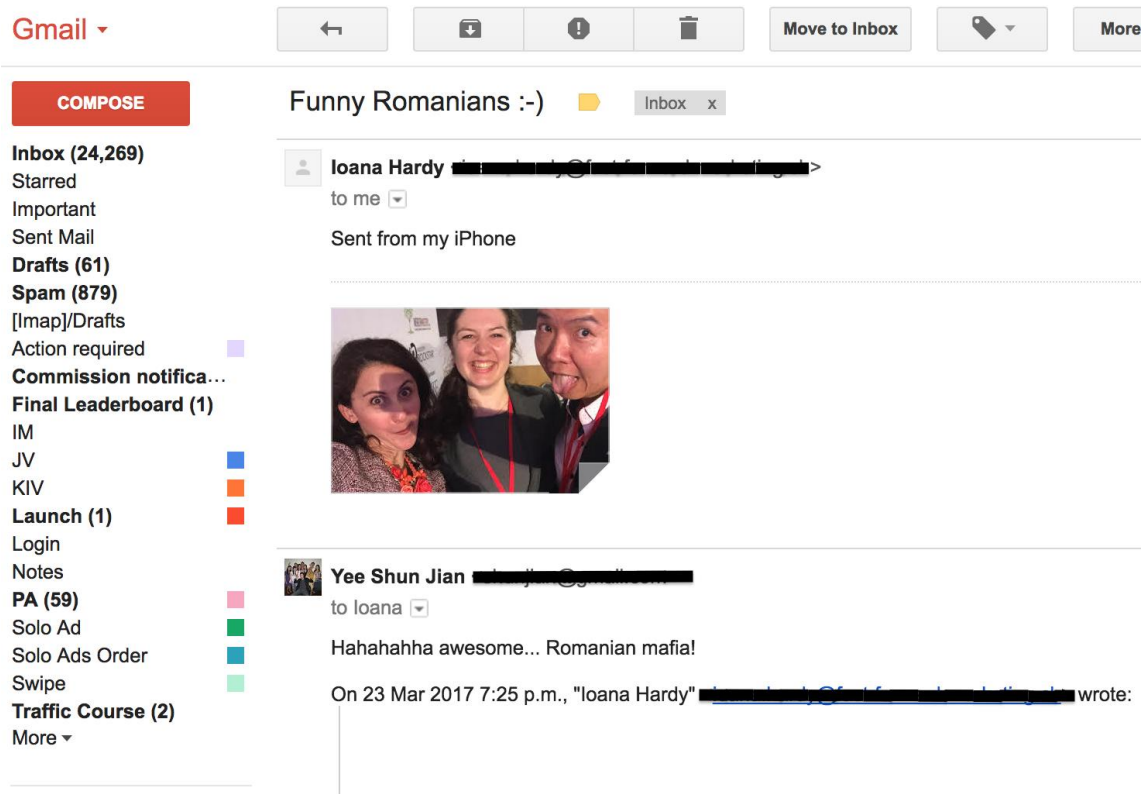 Gmail
Move to Inbox
More
COMPOSE
Funny Romanians :-)
Inbox x
Inbox (24,269)
Starred
Important
Sent Mail
Drafts (61)
Spam (879)
[Imap]/Drafts
Action required
Commission notifica...
Final Leaderboard (1)
IM
JV
KIV
Launch (1)
Login
Notes
PA (59)
Solo Ad
Solo Ads Order
Swipe
Traffic Course (2)
More
Ioana Hardy >
to me
Sent from my iPhone
Yee Shun Jian
to Ioana
Hahahahha awesome... Romanian mafia!
On 23 Mar 2017 7:25 p.m., "Ioana Hardy" wrote: